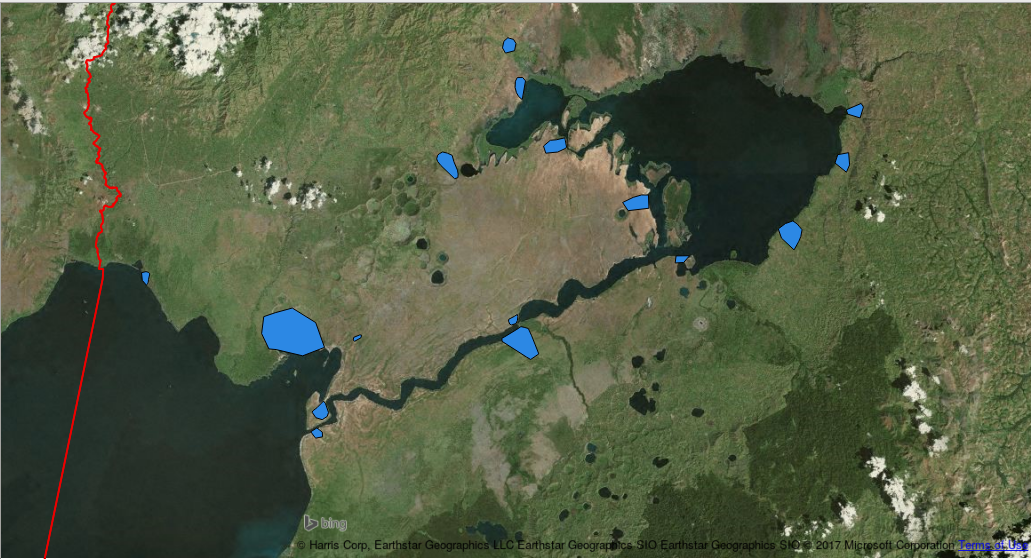 bing
© Harris Corp, Earthstar Geographics LLC Earthstar Geographics SIO Earthstar Geographics SIO © 2017 Microsoft Corporation Terms of Use